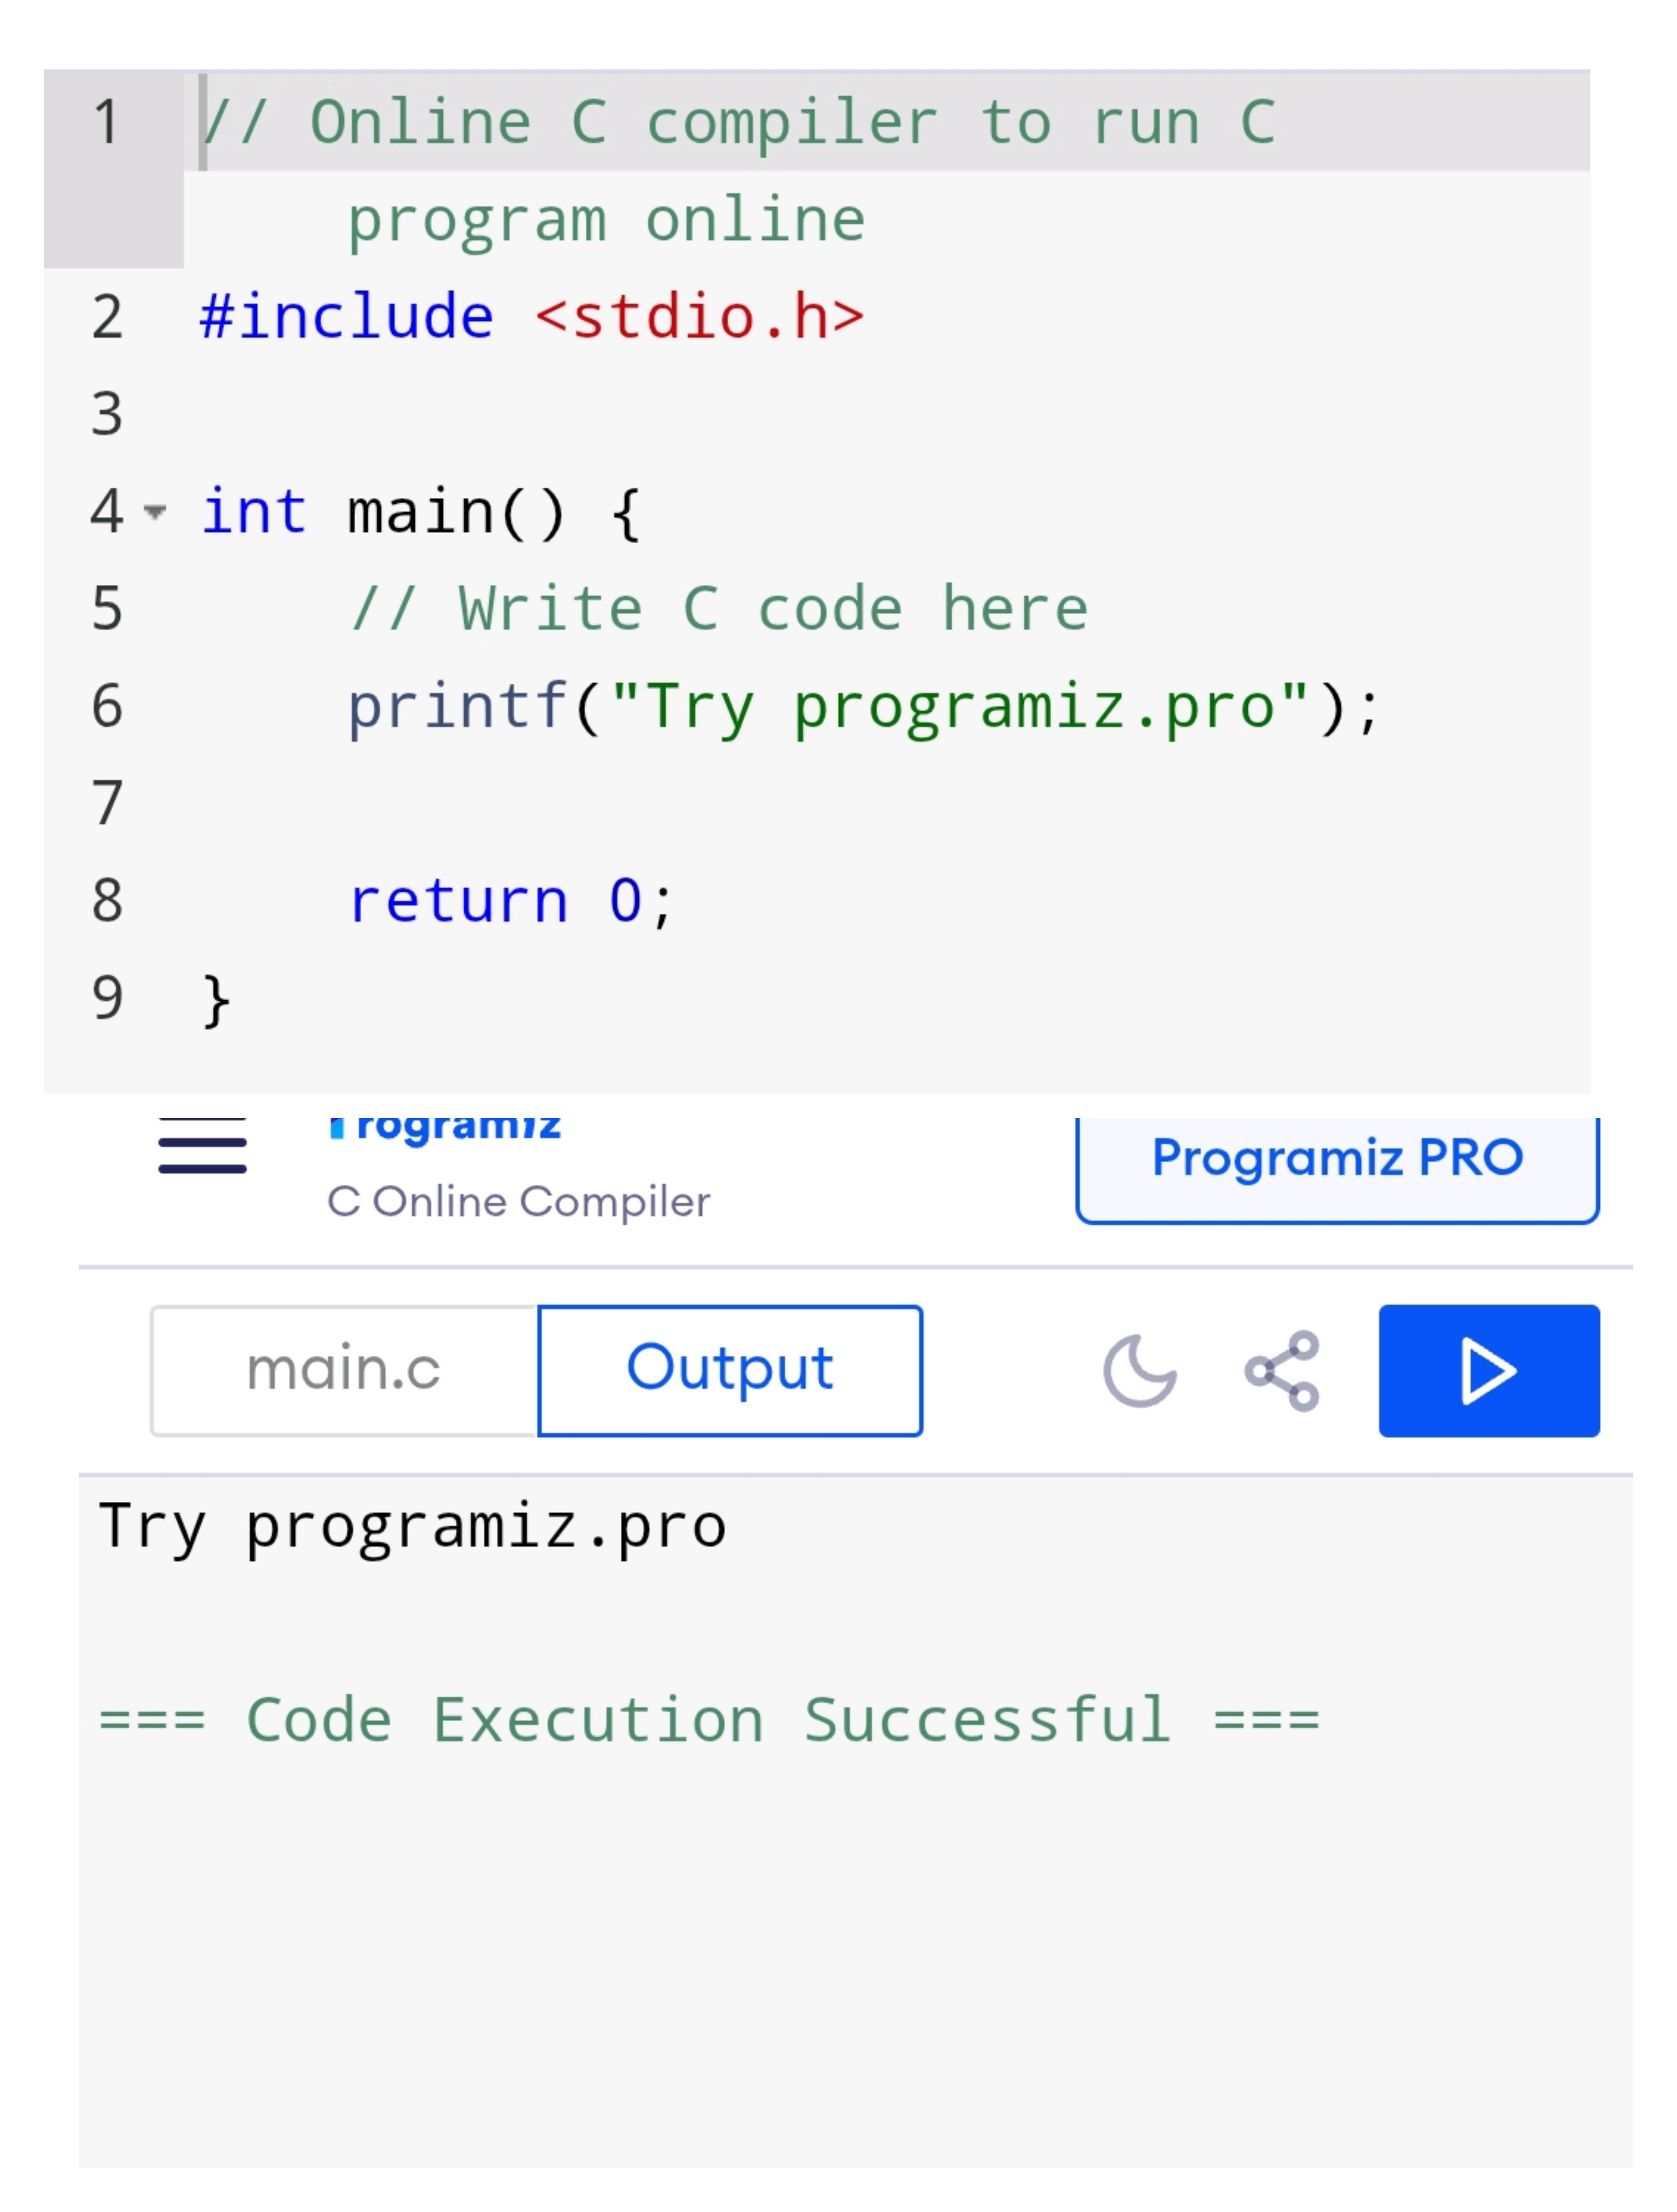 1 // Online C compiler to run C
program online
2 #include <stdio.h>
3
4 int main() {
5 // Write C code here
6 printf("Try programiz.pro");
7
8 return 0;
9 }
Programiz
C Online Compiler
Programiz PRO
main.c
Output
Try programiz.pro
=== Code Execution Successful ===